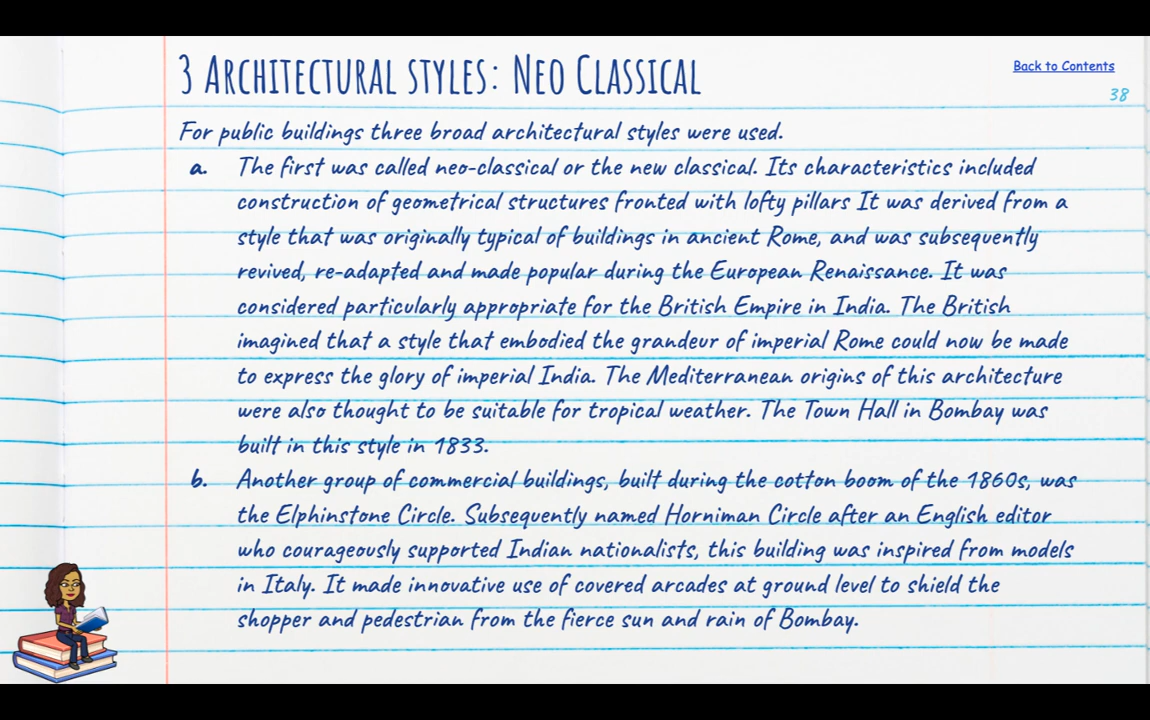 3 Architectural styles: Neo Classical
Back to Contents
38
For public buildings three broad architectural styles were used.
a. The first was called neo-classical or the new classical. Its characteristics included
construction of geometrical structures fronted with lofty pillars It was derived from a
style that was originally typical of buildings in ancient Rome, and was subsequently
revived, re-adapted and made popular during the European Renaissance. It was
considered particularly appropriate for the British Empire in India. The British
imagined that a style that embodied the grandeur of imperial Rome could now be made
to express the glory of imperial India. The Mediterranean origins of this architecture
were also thought to be suitable for tropical weather. The Town Hall in Bombay was
built in this style in 1833.
b. Another group of commercial buildings, built during the cotton boom of the 1860s, was
the Elphinstone Circle. Subsequently named Horniman Circle after an English editor
who courageously supported Indian nationalists, this building was inspired from models
in Italy. It made innovative use of covered arcades at ground level to shield the
shopper and pedestrian from the fierce sun and rain of Bombay.